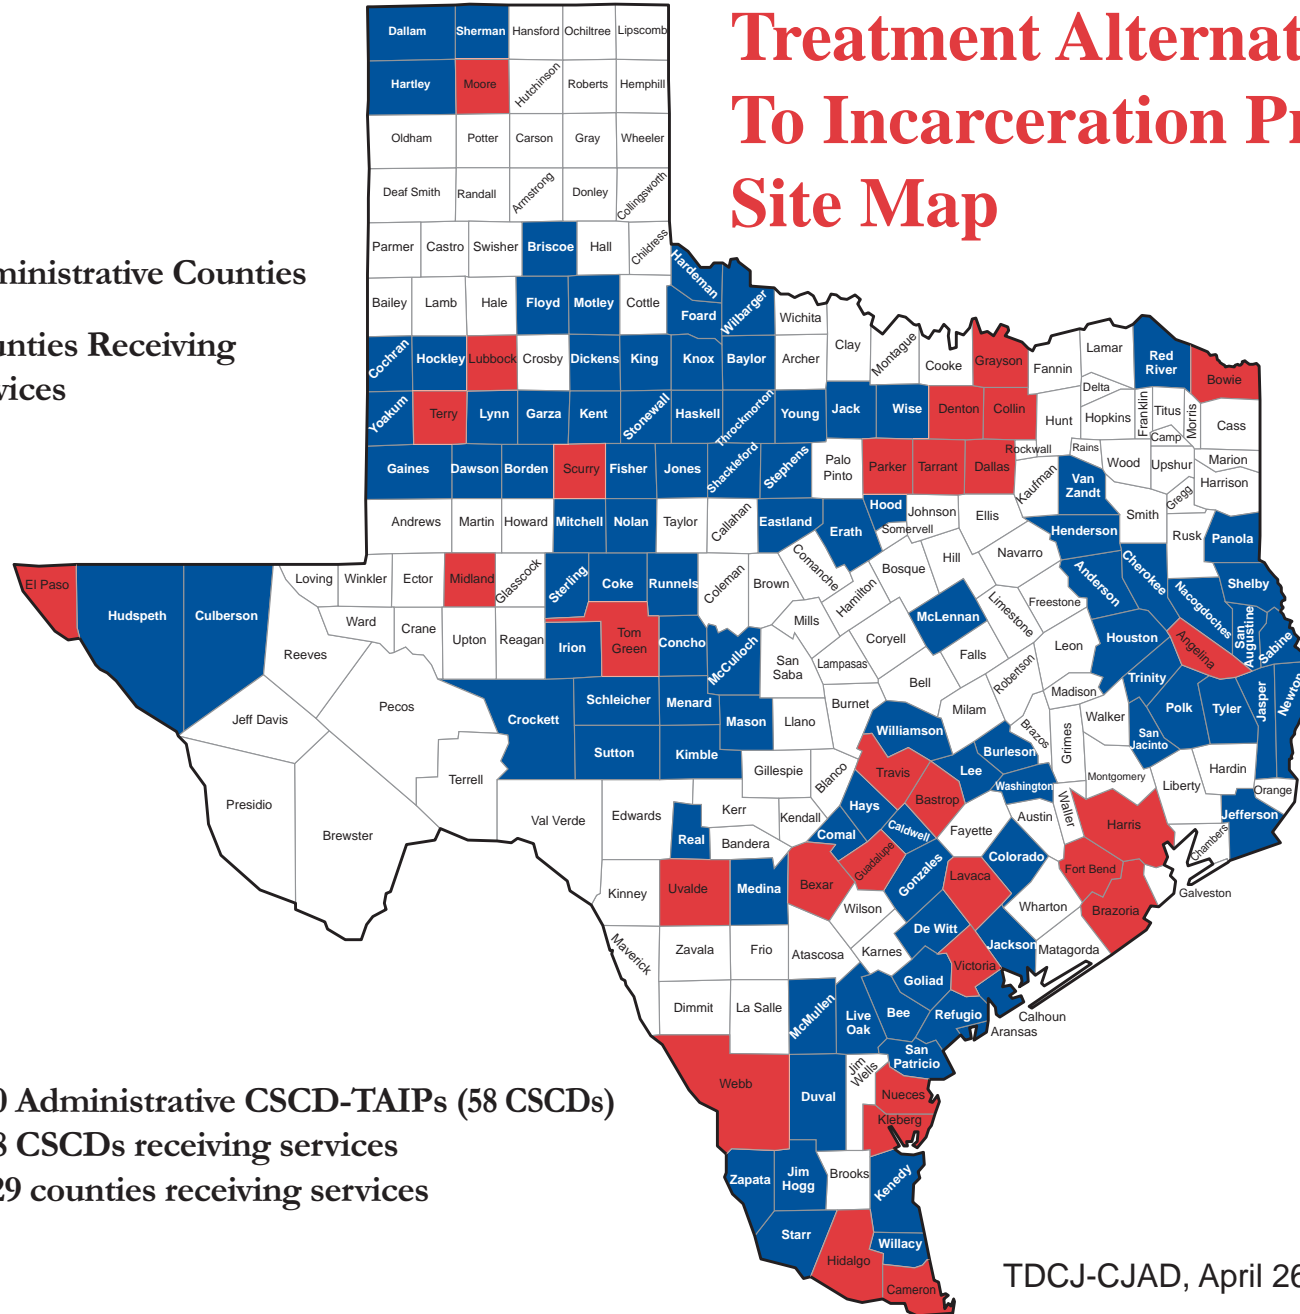 Treatment Alternat
To Incarceration Pr
Site Map
ministrative Counties
unties Receiving
vices
Dallam
Sherman
Hansford
Ochiltree
Lipscomb
Hartley
Moore
Hutchinson
Roberts
Hemphill
Oldham
Potter
Carson
Gray
Wheeler
Deaf Smith
Randall
Armstrong
Donley
Collingsworth
Parmer
Castro
Swisher
Briscoe
Hall
Childress
Bailey
Lamb
Hale
Floyd
Motley
Cottle
Hardeman
Foard
Wilbarger
Wichita
Cochran
Hockley
Lubbock
Crosby
Dickens
King
Knox
Baylor
Archer
Clay
Montague
Cooke
Grayson
Fannin
Lamar
Delta
Red
River
Bowie
Yoakum
Terry
Lynn
Garza
Kent
Stonewall
Haskell
Throckmorton
Young
Jack
Wise
Denton
Collin
Hunt
Hopkins
Franklin
Titus
Camp
Morris
Cass
Rockwall
Rains
Gaines
Dawson
Borden
Scurry
Fisher
Jones
Shackleford
Stephens
Palo
Pinto
Parker
Tarrant
Dallas
Kaufman
Van
Zandt
Wood
Upshur
Marion
Harrison
Gregg
Smith
Andrews
Martin
Howard
Mitchell
Nolan
Taylor
Callahan
Eastland
Erath
Hood
Somervell
Johnson
Ellis
Henderson
Rusk
Panola
El Paso
Hudspeth
Culberson
Loving
Winkler
Ector
Midland
Glasscock
Sterling
Coke
Runnels
Coleman
Brown
Comanche
Hamilton
Bosque
Hill
Navarro
Anderson
Cherokee
Nacogdoches
Shelby
San
Augustine
Sabine
Ward
Crane
Upton
Reagan
Irion
Tom
Green
Concho
McCulloch
Mills
San
Saba
Lampasas
Coryell
McLennan
Limestone
Freestone
Falls
Leon
Houston
Angelina
Reeves
Jeff Davis
Pecos
Crockett
Schleicher
Menard
Mason
Llano
Burnet
Bell
Milam
Robertson
Madison
Trinity
Polk
Tyler
Jasper
Newton
Walker
San
Jacinto
Grimes
Brazos
Sutton
Kimble
Gillespie
Blanco
Williamson
Travis
Burleson
Lee
Washington
Montgomery
Liberty
Hardin
Orange
Terrell
Presidio
Brewster
Val Verde
Edwards
Kerr
Kendall
Real
Bandera
Hays
Comal
Caldwell
Bastrop
Fayette
Austin
Waller
Harris
Chambers
Jefferson
Galveston
Kinney
Uvalde
Medina
Bexar
Guadalupe
Gonzales
Lavaca
Colorado
Fort Bend
Brazoria
Wharton
Wilson
Maverick
Zavala
Frio
Atascosa
Karnes
De Witt
Jackson
Matagorda
Victoria
Goliad
Dimmit
La Salle
McMullen
Live
Oak
Bee
Refugio
Calhoun
Aransas
San
Patricio
Webb
Duval
Jim
Wells
Nueces
Kleberg
Zapata
Jim
Hogg
Brooks
Kenedy
Starr
Hidalgo
Willacy
Cameron
0 Administrative CSCD-TAIPs (58 CSCDs)
8 CSCDs receiving services
29 counties receiving services
TDCJ-CJAD, April 26